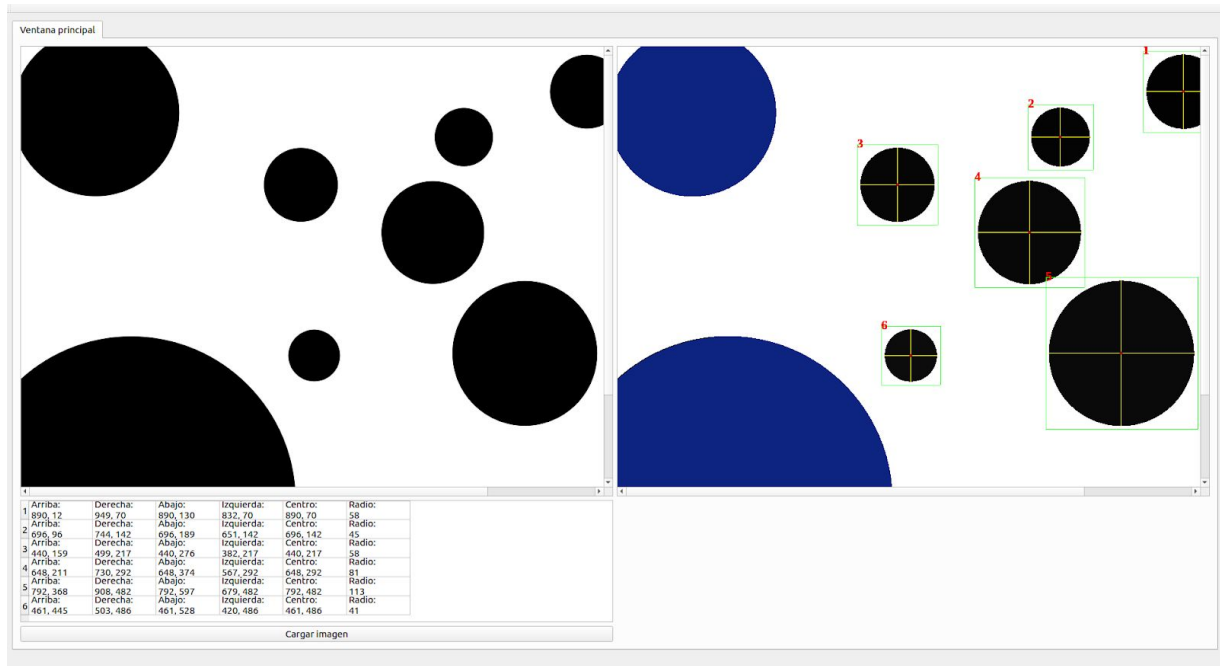 Ventana principal
1
2
3
4
5
6
1 Arriba: Derecha: Abajo: Izquierda: Centro: Radio:
890, 12 949, 70 890, 130 832, 70 890, 70 58
2 Arriba: Derecha: Abajo: Izquierda: Centro: Radio:
696, 96 744, 142 696, 189 651, 142 696, 142 45
3 Arriba: Derecha: Abajo: Izquierda: Centro: Radio:
440, 159 499, 217 440, 276 382, 217 440, 217 58
4 Arriba: Derecha: Abajo: Izquierda: Centro: Radio:
648, 211 730, 292 648, 374 567, 292 648, 292 81
5 Arriba: Derecha: Abajo: Izquierda: Centro: Radio:
792, 368 908, 482 792, 597 679, 482 792, 482 113
6 Arriba: Derecha: Abajo: Izquierda: Centro: Radio:
461, 445 503, 486 461, 528 420, 486 461, 486 41
Cargar imagen